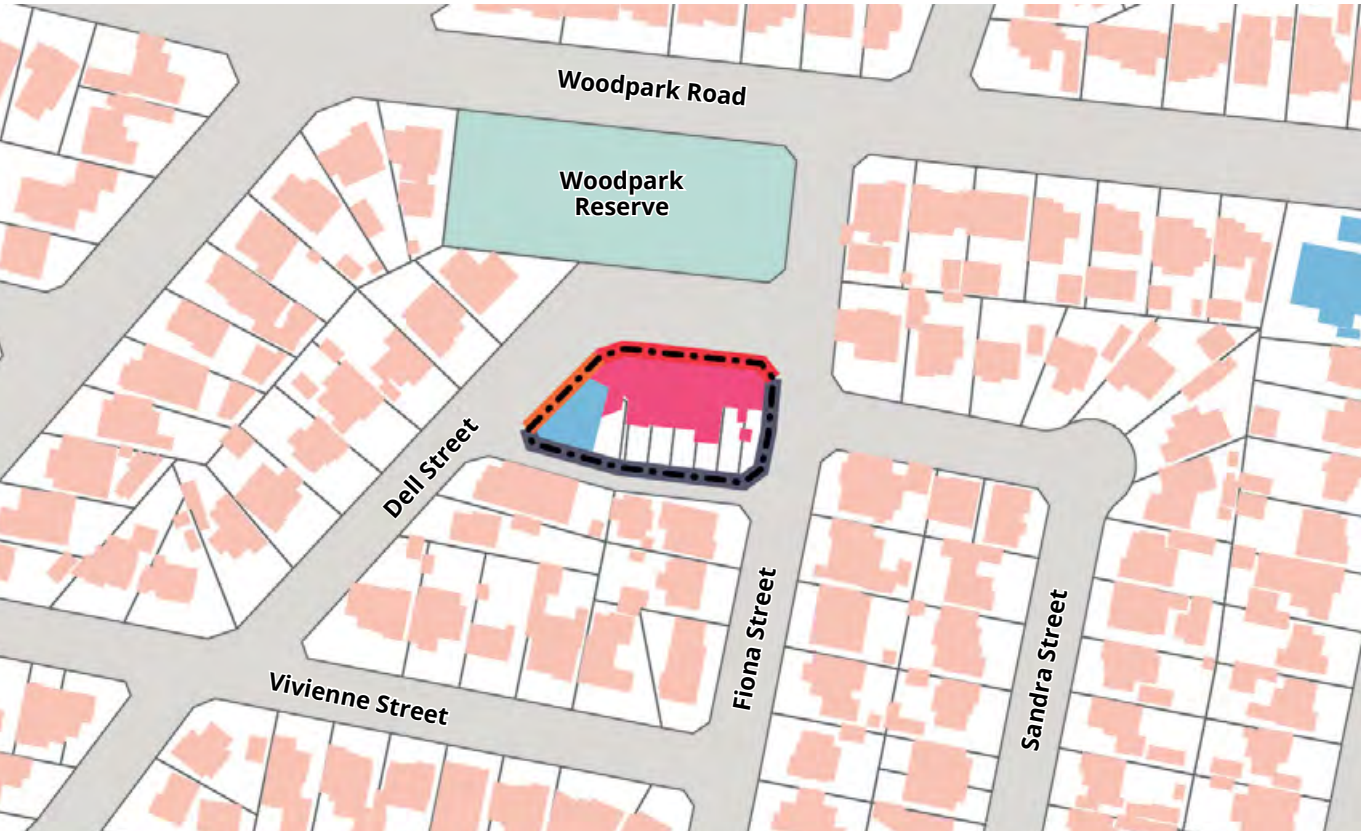 Woodpark Road
Woodpark
Reserve
Dell Street
Fiona Street
Sandra Street
Vivienne Street